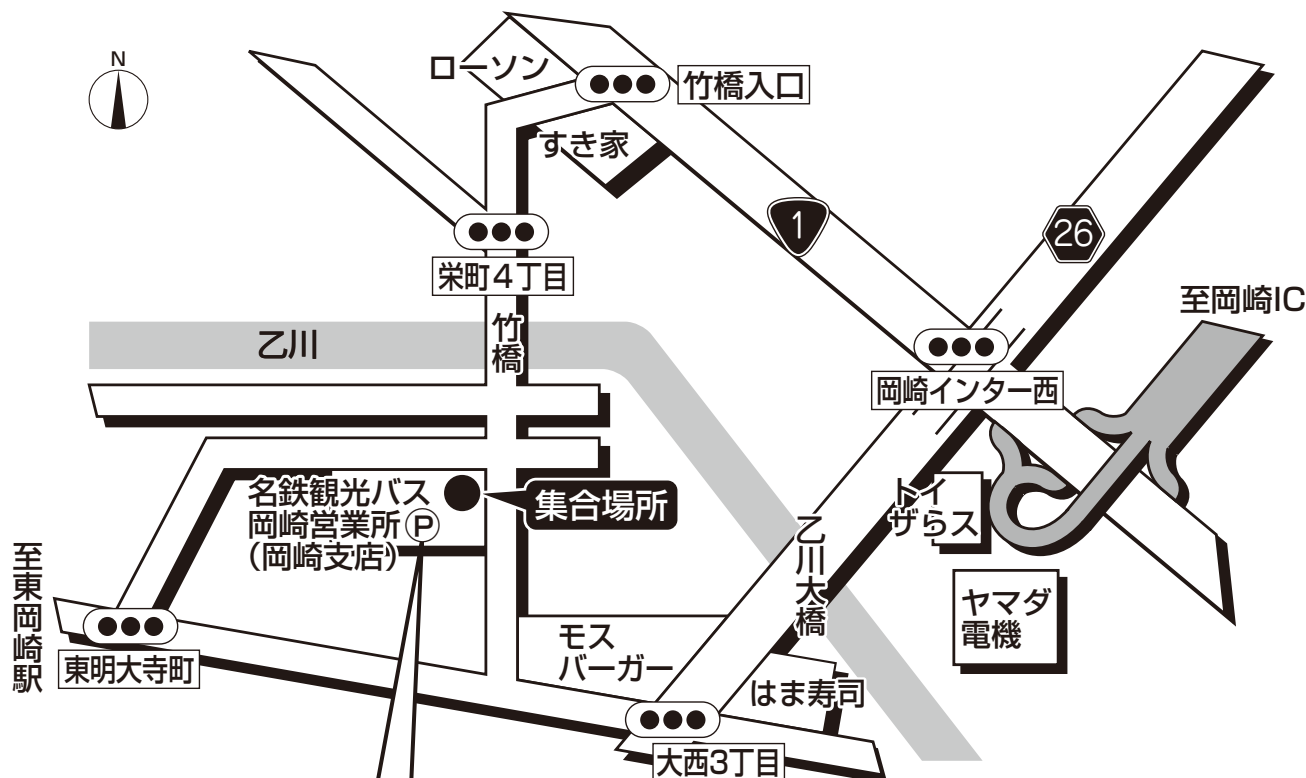 N
ローソン
竹橋入口
すき家
1
26
栄町4丁目
至岡崎IC
竹橋
乙川
岡崎インター西
名鉄観光バス
岡崎営業所Ⓟ
(岡崎支店)
集合場所
トイ
ザらス
乙川大橋
至東岡崎駅
ヤマダ
電機
モス
バーガー
東明大寺町
はま寿司
大西3丁目